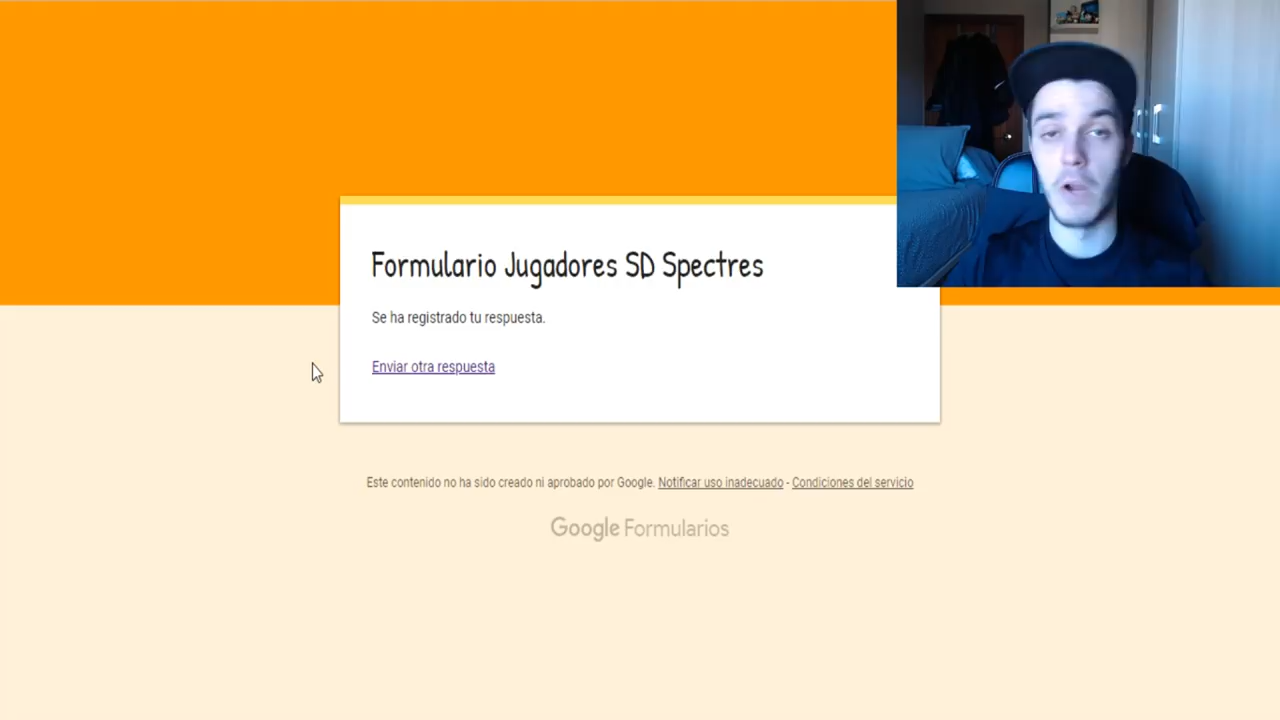 Formulario Jugadores SD Spectres
Se ha registrado tu respuesta.
Enviar otra respuesta
Este contenido no ha sido creado ni aprobado por Google. Notificar uso inadecuado - Condiciones del servicio
Google Formularios